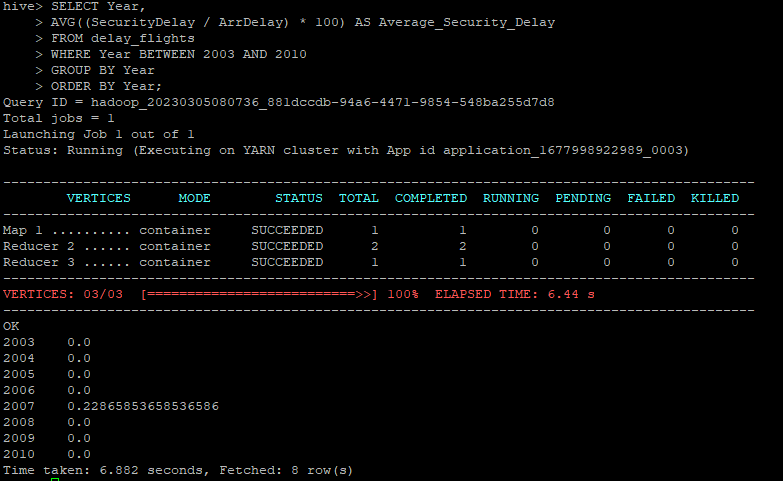 hive> SELECT Year,
    > AVG((SecurityDelay / ArrDelay) * 100) AS Average_Security_Delay
    > FROM delay_flights
    > WHERE Year BETWEEN 2003 AND 2010
    > GROUP BY Year
    > ORDER BY Year;
Query ID = hadoop_20230305080736_881dccdb-94a6-4471-9854-548ba255d7d8
Total jobs = 1
Launching Job 1 out of 1
Status: Running (Executing on YARN cluster with App id application_1677998922989_0003)
----------------------------------------------------------------------------------------------
        VERTICES      MODE        STATUS  TOTAL  COMPLETED  RUNNING  PENDING  FAILED  KILLED
----------------------------------------------------------------------------------------------
Map 1 .......... container     SUCCEEDED      1          1        0        0       0       0
Reducer 2 ...... container     SUCCEEDED      2          2        0        0       0       0
Reducer 3 ...... container     SUCCEEDED      1          1        0        0       0       0
----------------------------------------------------------------------------------------------
VERTICES: 03/03  [==========================>>] 100%  ELAPSED TIME: 6.44 s
----------------------------------------------------------------------------------------------
OK
2003    0.0
2004    0.0
2005    0.0
2006    0.0
2007    0.22865853658536586
2008    0.0
2009    0.0
2010    0.0
Time taken: 6.882 seconds, Fetched: 8 row(s)